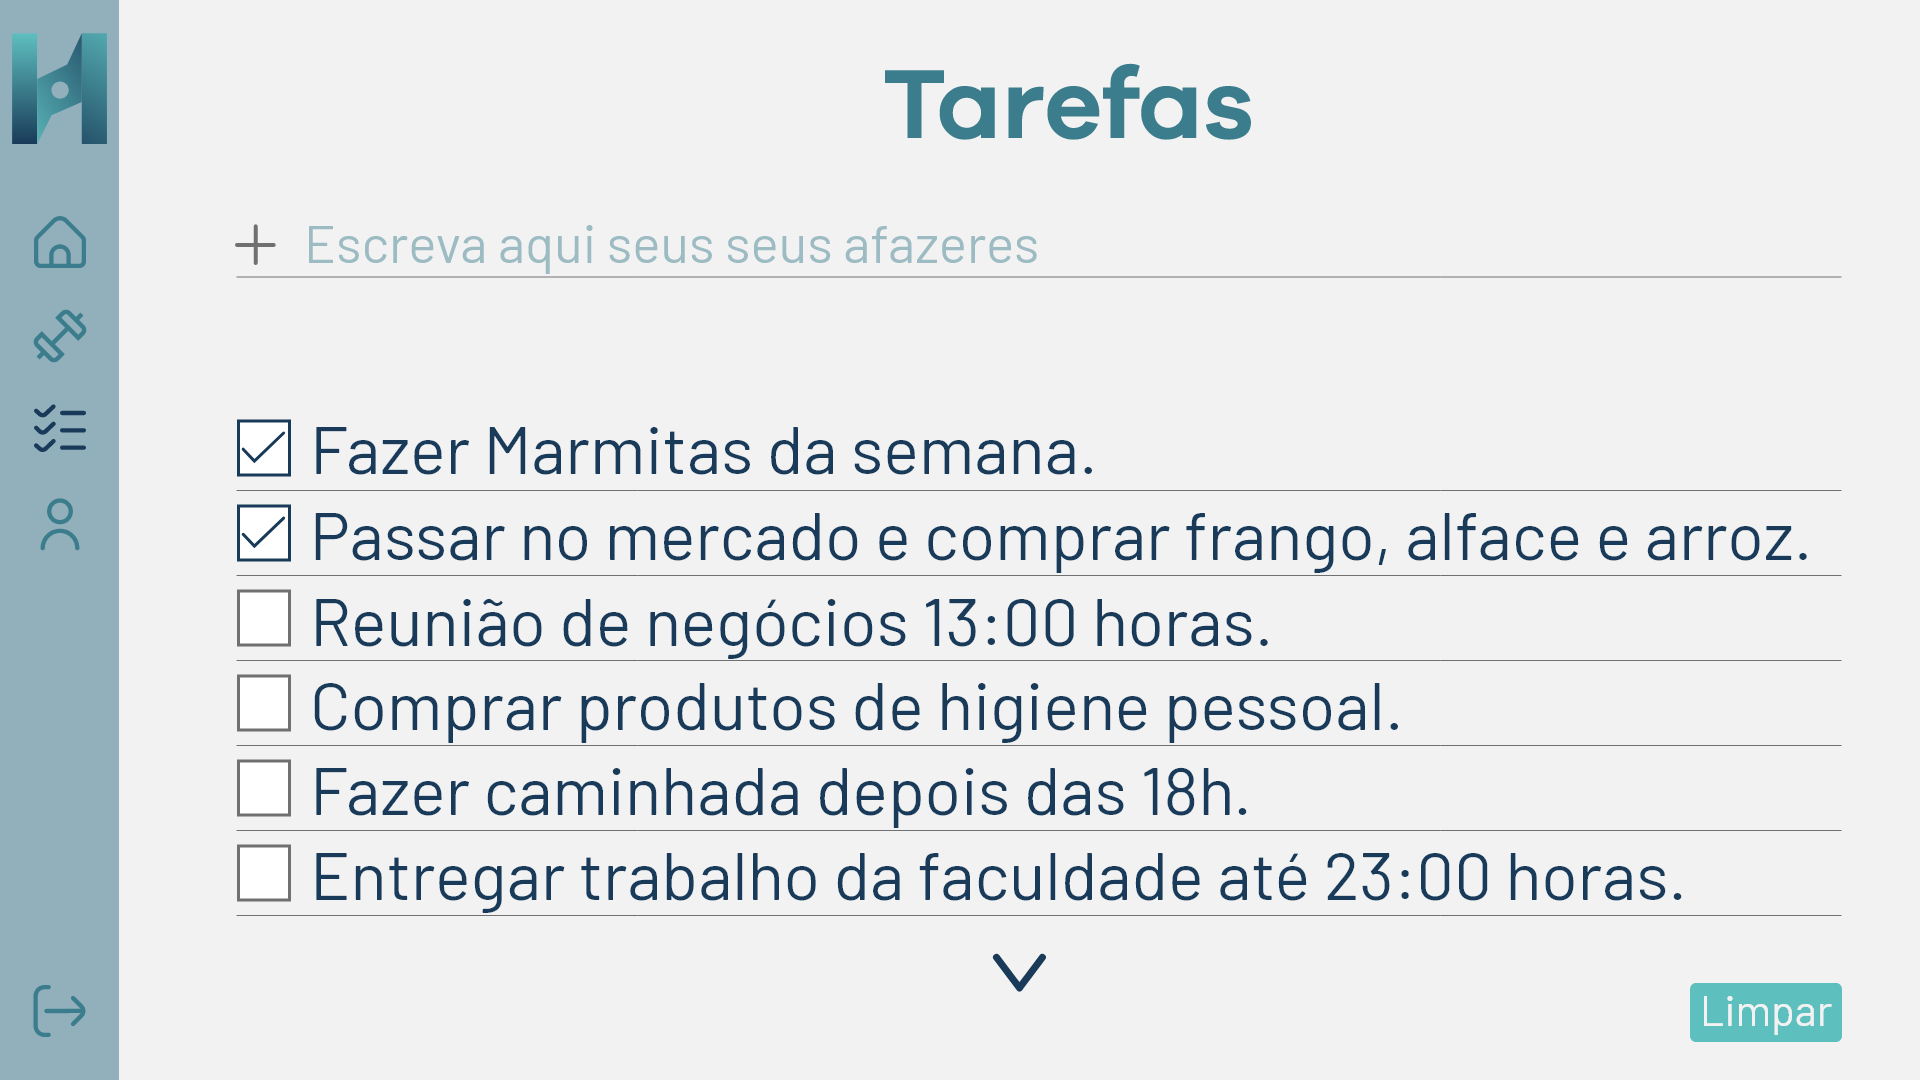 Tarefas
Escreva aqui seus seus afazeres
Fazer Marmitas da semana.
Passar no mercado e comprar frango, alface e arroz.
Reunião de negócios 13:00 horas.
Comprar produtos de higiene pessoal.
Fazer caminhada depois das 18h.
Entregar trabalho da faculdade até 23:00 horas.
Limpar